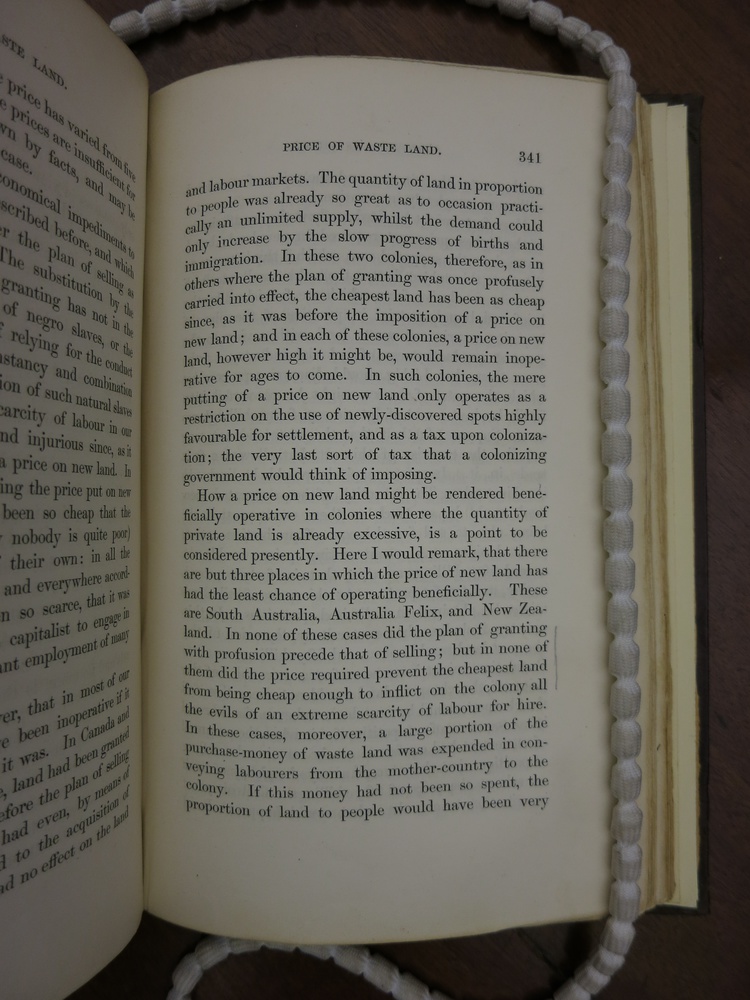 STE LAND.
price has varied from five
prices are insufficient for
by facts, and may be
case.
onomical impediments to
scribed before, and which
the plan of selling as
The substitution by the
granting has not in the
of negro slaves, or the
relying for the conduct
nstancy and combination
ion of such natural slaves
carcity of labour in our
nd injurious since, as it
a price on new land. In
ing the price put on new
been so cheap that the
nobody is quite poor)
their own: in all the
and everywhere accord-
so scarce, that it was
capitalist to engage in
ant employment of many
er, that in most of our
been inoperative if it
it was. In Canada and
land had been granted
efore the plan of selling
had even, by means of
to the acquisition of
no effect on the land
PRICE OF WASTE LAND. 341
and labour markets. The quantity of land in proportion
to people was already so great as to occasion practi-
cally an unlimited supply, whilst the demand could
only increase by the slow progress of births and
immigration. In these two colonies, therefore, as in
others where the plan of granting was once profusely
carried into effect, the cheapest land has been as cheap
since, as it was before the imposition of a price on
new land; and in each of these colonies, a price on new
land, however high it might be, would remain inope-
rative for ages to come. In such colonies, the mere
putting of a price on new land only operates as a
restriction on the use of newly-discovered spots highly
favourable for settlement, and as a tax upon coloniza-
tion; the very last sort of tax that a colonizing
government would think of imposing.
How a price on new land might be rendered bene-
ficially operative in colonies where the quantity of
private land is already excessive, is a point to be
considered presently. Here I would remark, that there
are but three places in which the price of new land has
had the least chance of operating beneficially. These
are South Australia, Australia Felix, and New Zea-
land. In none of these cases did the plan of granting
with profusion precede that of selling; but in none of
them did the price required prevent the cheapest land
from being cheap enough to inflict on the colony all
the evils of an extreme scarcity of labour for hire.
In these cases, moreover, a large portion of the
purchase-money of waste land was expended in con-
veying labourers from the mother-country to the
colony. If this money had not been so spent, the
proportion of land to people would have been very